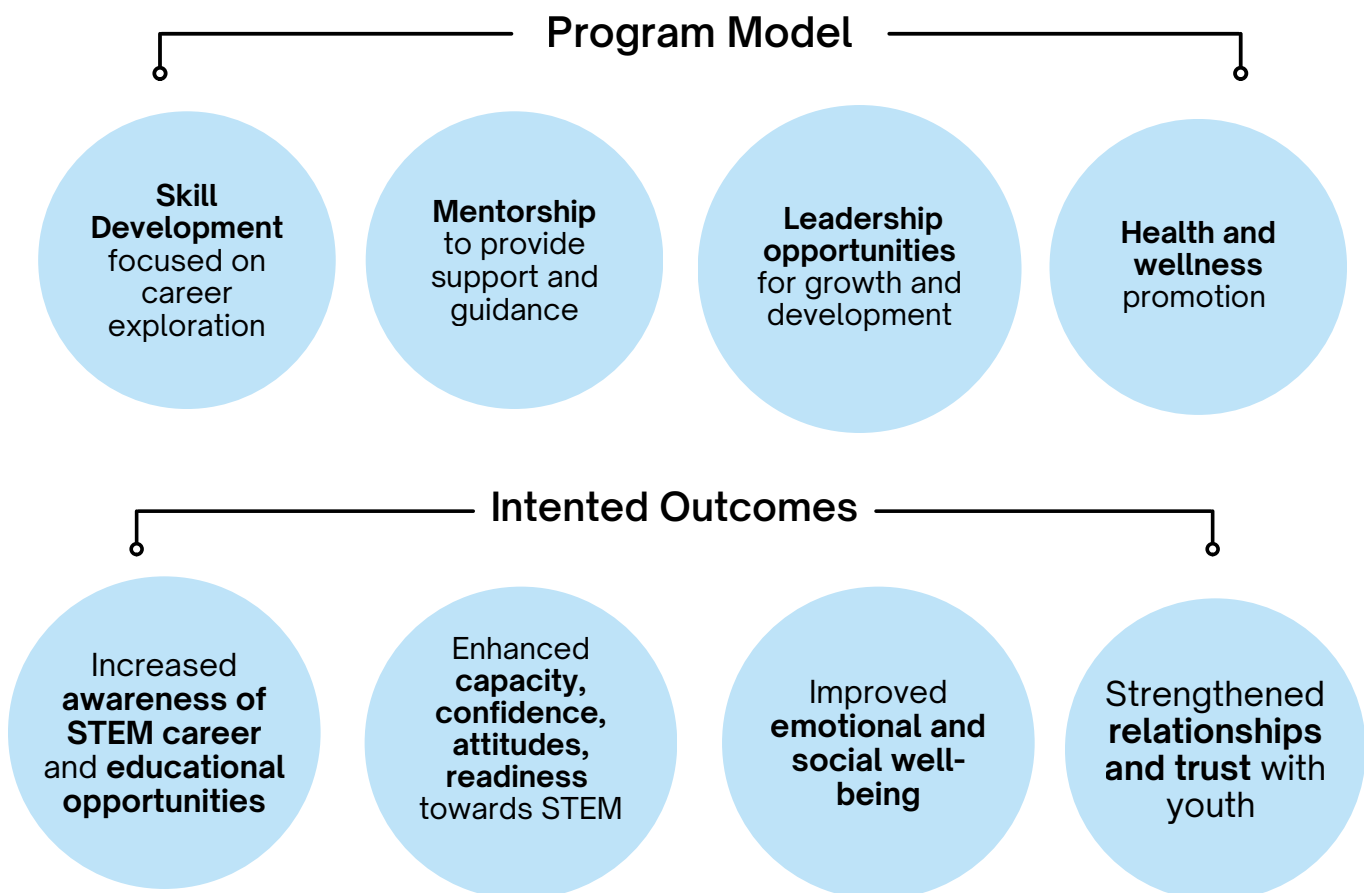 Program Model
Skill
Development
focused on
career
exploration
Mentorship
to provide
support and
guidance
Leadership
opportunities
for growth and
development
Health and
wellness
promotion
Intented Outcomes
Increased
awareness of
STEM career
and educational
opportunities
Enhanced
capacity,
confidence,
attitudes,
readiness
towards STEM
Improved
emotional and
social well-
being
Strengthened
relationships
and trust with
youth